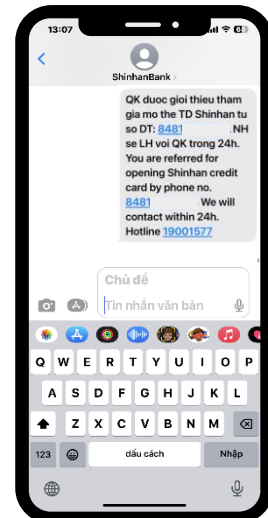 13:07
ShinhanBank
QK duoc gioi thieu tham
gia mo the TD Shinhan tu
so DT: 8481 .NH
se LH voi QK trong 24h.
You are referred for
opening Shinhan credit
card by phone no.
8481 We will
contact within 24h.
Hotline 19001577
Chủ đề
Tin nhắn văn bản
Q W E R T Y U I O P
A S D F G H J K L
Z X C V B N M
123 dấu cách Nhập